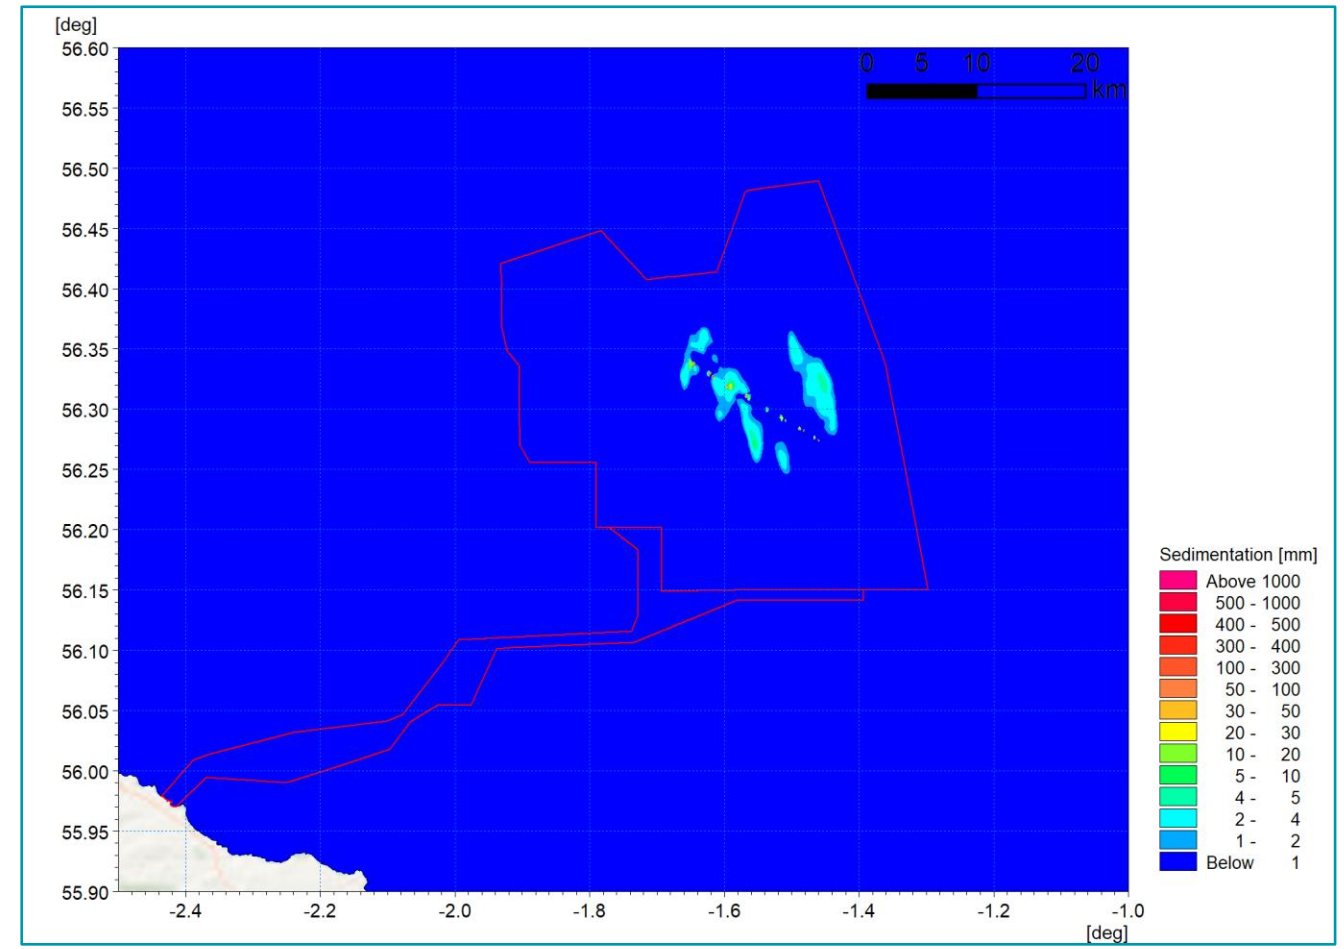 [deg]
56.60
0 5 10 20
km
56.55
56.50
56.45
56.40
56.35
56.30
56.25
56.20
56.15
56.10
56.05
56.00
55.95
55.90
-2.4 -2.2 -2.0 -1.8 -1.6 -1.4 -1.2 -1.0
[deg]
Sedimentation [mm]
Above 1000
500 - 1000
400 - 500
300 - 400
100 - 300
50 - 100
30 - 50
20 - 30
10 - 20
5 - 10
4 - 5
2 - 4
1 - 2
Below 1